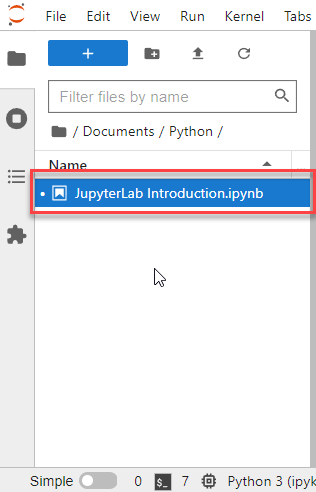 File Edit View Run Kernel Tabs
Filter files by name
/ Documents / Python /
Name
JupyterLab Introduction.ipynb
Simple 0 7 Python 3 (ipyk